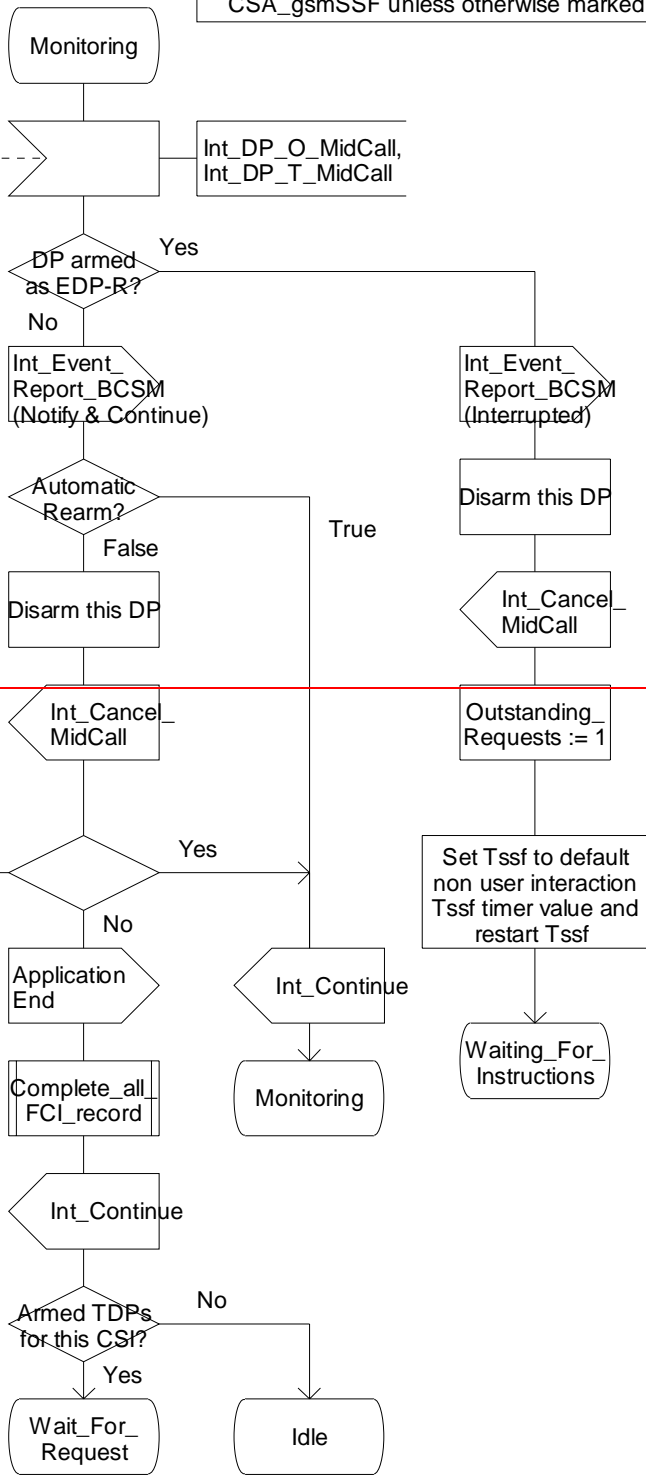 CSA_gsmSSF unless otherwise marked
Monitoring
Int_DP_O_MidCall,
Int_DP_T_MidCall
Yes
DP armed
as EDP-R?
No
Int_Event_
Report_BCSM
(Notify & Continue)
Int_Event_
Report_BCSM
(Interrupted)
Automatic
Rearm?
True
False
Disarm this DP
Disarm this DP
Int_Cancel_
MidCall
Int_Cancel_
MidCall
Outstanding_
Requests := 1
Yes
No
Set Tssf to default
non user interaction
Tssf timer value and
restart Tssf
Application
End
Int_Continue
Waiting_For_
Instructions
Complete_all_
FCI_record
Monitoring
Int_Continue
Armed TDPs
for this CSI?
No
Yes
Wait_For_
Request
Idle